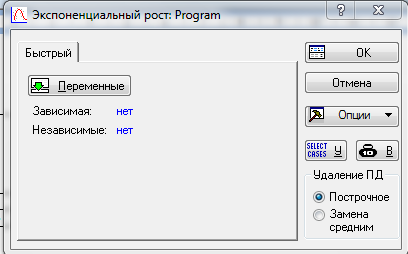 Экспоненциальный рост: Program
? X
Быстрый
Переменные
Зависимая: нет
Независимые: нет
OK
Отмена
Опции
SELECT CASES У
В
Удаление ПД
Построчное
Замена
средним